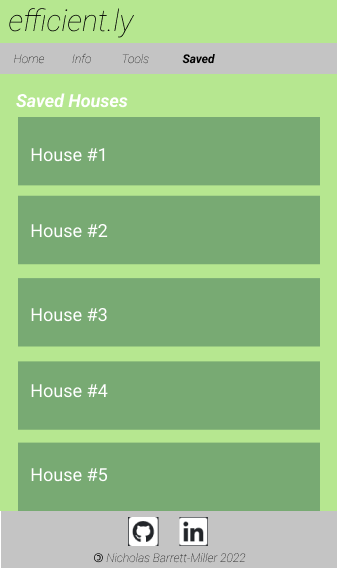 efficient.ly
Home Info Tools Saved
Saved Houses
House #1
House #2
House #3
House #4
House #5
in
🄯 Nicholas Barrett-Miller 2022